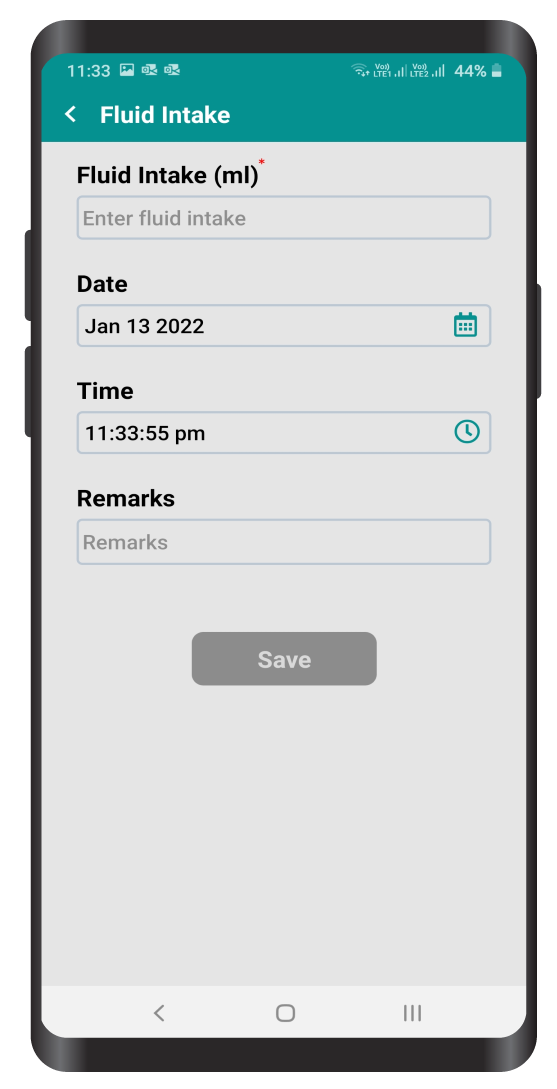 11:33 Vo)) LTE1 Vo)) LTE2 44%
Fluid Intake
Fluid Intake (ml)*
Enter fluid intake
Date
Jan 13 2022
Time
11:33:55 pm
Remarks
Remarks
Save